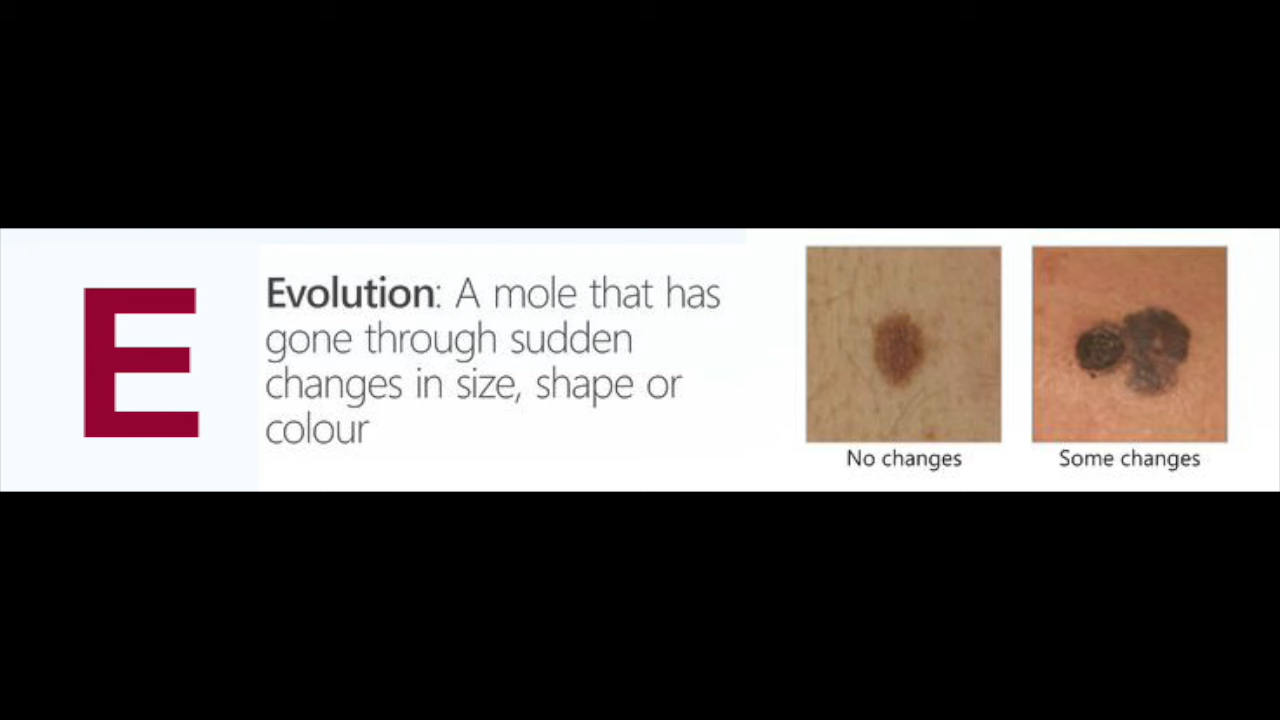 E
Evolution: A mole that has
gone through sudden
changes in size, shape or
colour
No changes
Some changes